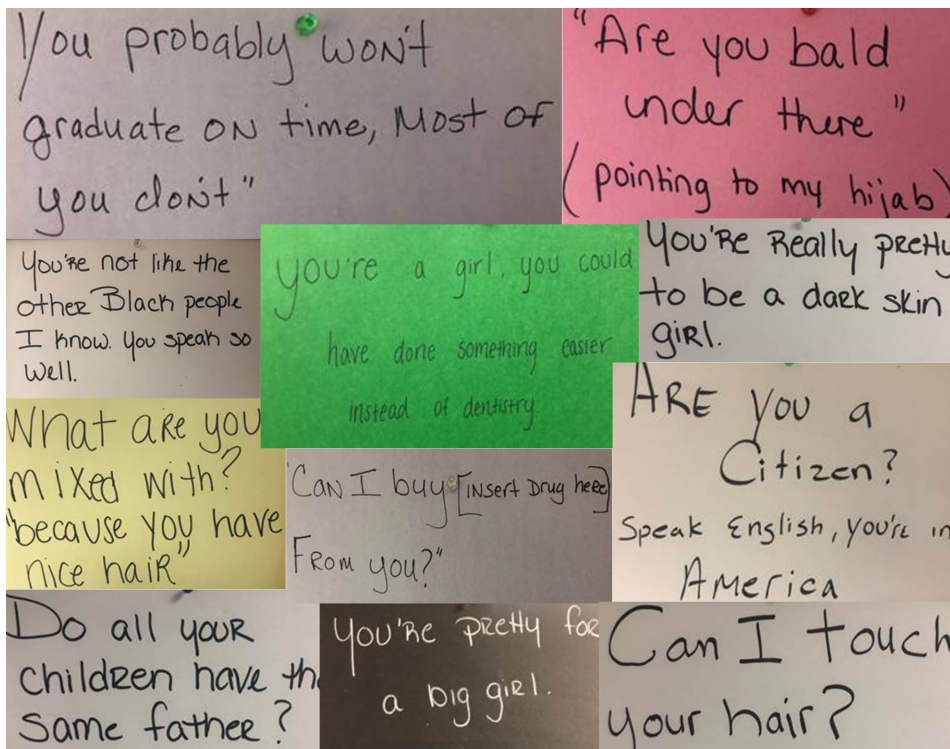 You probably won't
graduate on time, Most of
you don't"
"Are you bald
under there"
(pointing to my hijab)
You're not like the
other Black people
I know. You speak so
well.
you're a girl, you could
have done something easier
instead of dentistry.
You're Really pretty
to be a dark skin
girl.
What are you
mixed with?
"because you have
nice hair"
"Can I buy [insert Drug here]
From you?"
ARE you a
Citizen?
Speak English, you're in
America
Do all your
children have the
same father?
You're pretty for
a big girl.
Can I touch
your hair?